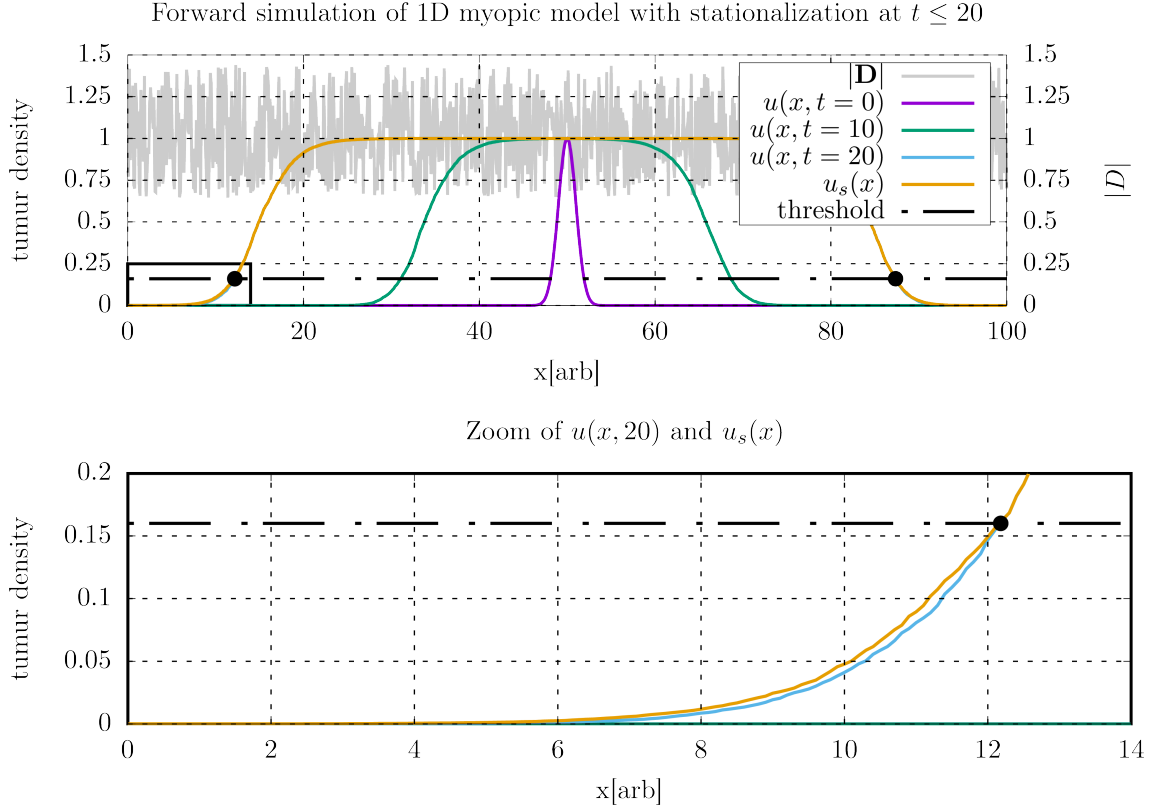 Forward simulation of 1D myopic model with stationalization at t ≤ 20
1.5
1.25
1
0.75
0.5
0.25
0
tumur density
1.5
1.25
1
0.75
0.5
0.25
0
|D|
|D|
u(x, t = 0)
u(x, t = 10)
u(x, t = 20)
u_s(x)
threshold
0 20 40 60 80 100
x[arb]
Zoom of u(x, 20) and u_s(x)
0.2
0.15
0.1
0.05
0
tumur density
0 2 4 6 8 10 12 14
x[arb]